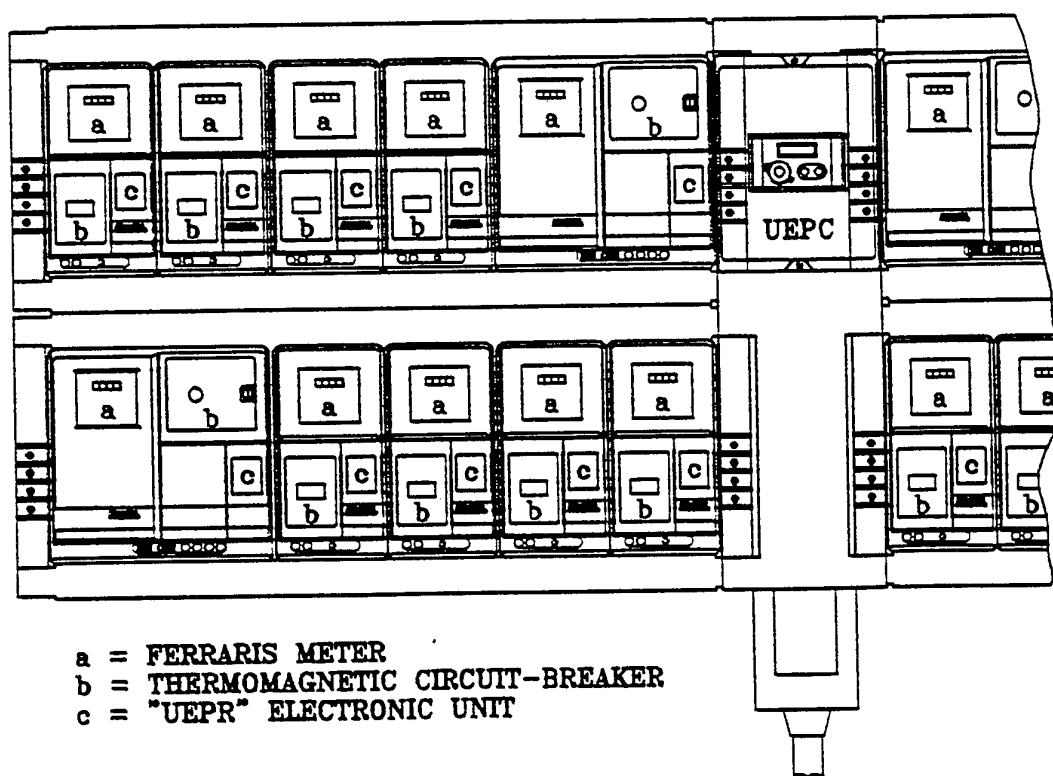 a a a a a b a
c c c c c
b b b b UEPC
a b a a a a a a
c c c c c c
b b b b b b
a = FERRARIS METER
b = THERMOMAGNETIC CIRCUIT-BREAKER
c = "UEPR" ELECTRONIC UNIT